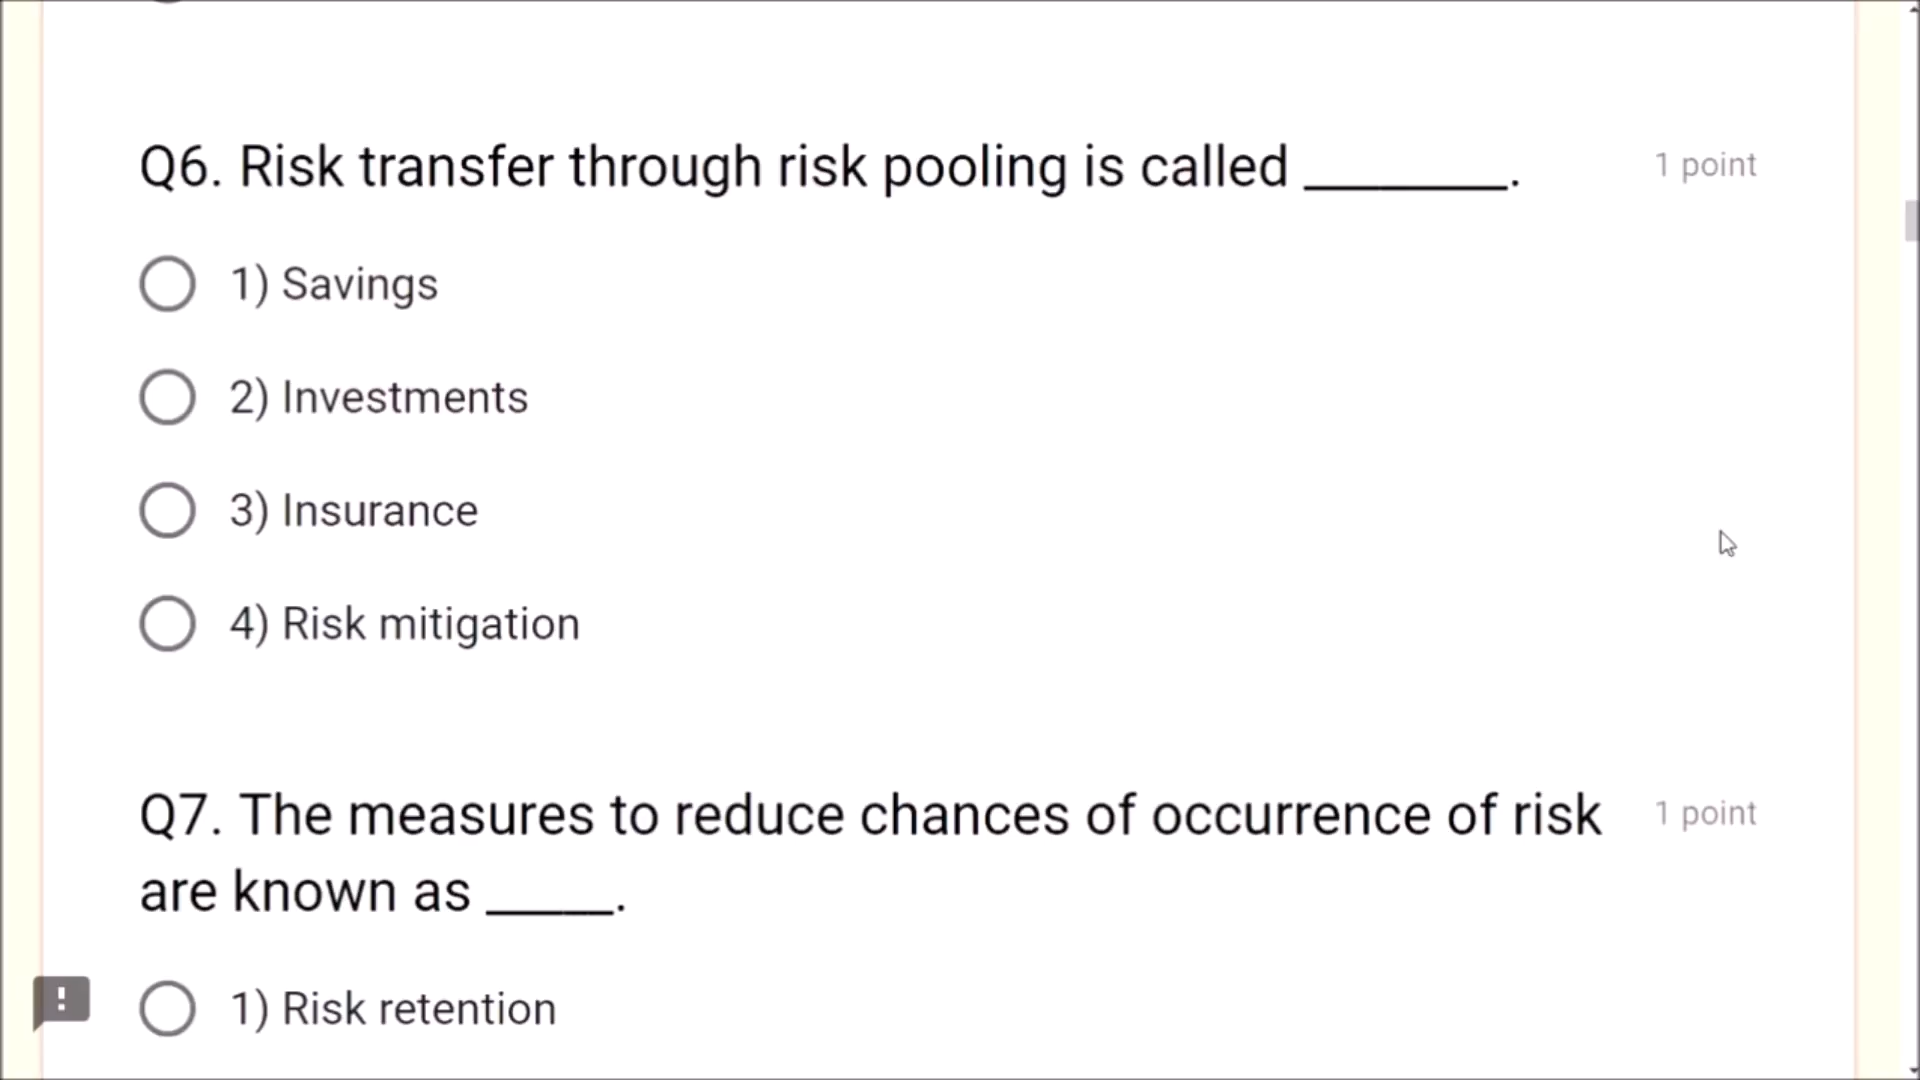 Q6. Risk transfer through risk pooling is called ________.
1 point
1) Savings
2) Investments
3) Insurance
4) Risk mitigation
Q7. The measures to reduce chances of occurrence of risk
1 point
are known as _____.
!
1) Risk retention